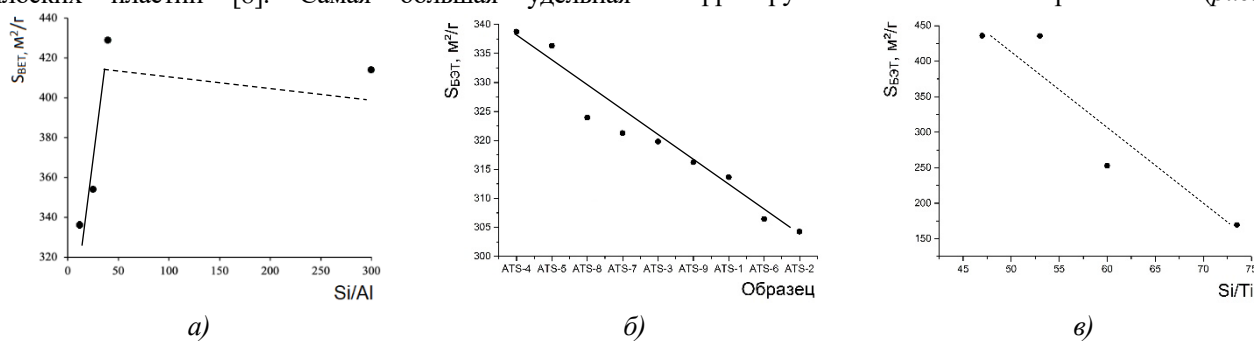 [8]. Самая большая удельная
S_BET, м²/г
440
420
400
380
360
340
320
300
0 50 100 150 200 250 300
Si/Al
а)
S_БЭТ, м²/г
340
335
330
325
320
315
310
305
300
ATS-4 ATS-5 ATS-8 ATS-7 ATS-3 ATS-9 ATS-1 ATS-6 ATS-2
Образец
б)
S_БЭТ, м²/г
450
400
350
300
250
200
150
45 50 55 60 65 70 75
Si/Ti
в)